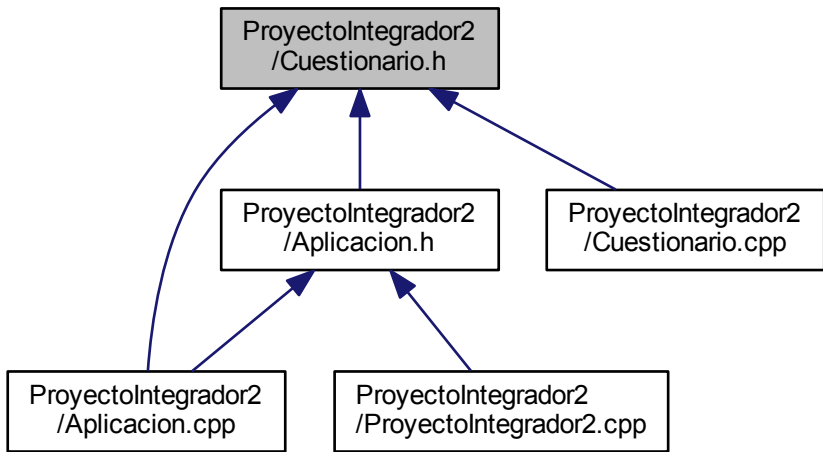 ProyectoIntegrador2
/Cuestionario.h
ProyectoIntegrador2
/Aplicacion.h
ProyectoIntegrador2
/Cuestionario.cpp
ProyectoIntegrador2
/Aplicacion.cpp
ProyectoIntegrador2
/ProyectoIntegrador2.cpp